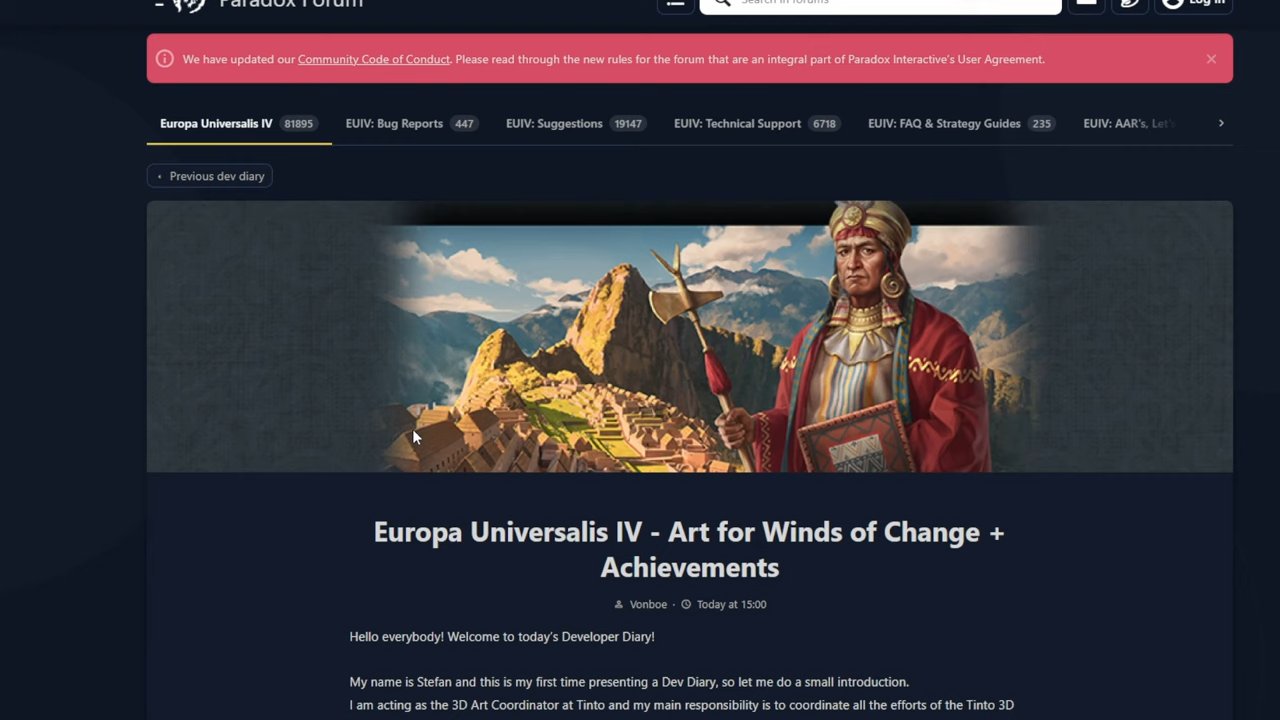 Paradox Forum
Search in forums
Log in
We have updated our Community Code of Conduct. Please read through the new rules for the forum that are an integral part of Paradox Interactive's User Agreement.
Europa Universalis IV 81895 EUIV: Bug Reports 447 EUIV: Suggestions 19147 EUIV: Technical Support 6718 EUIV: FAQ & Strategy Guides 235 EUIV: AAR's, Let's
Previous dev diary
Europa Universalis IV - Art for Winds of Change +
Achievements
Vonboe · Today at 15:00
Hello everybody! Welcome to today's Developer Diary!
My name is Stefan and this is my first time presenting a Dev Diary, so let me do a small introduction.
I am acting as the 3D Art Coordinator at Tinto and my main responsibility is to coordinate all the efforts of the Tinto 3D